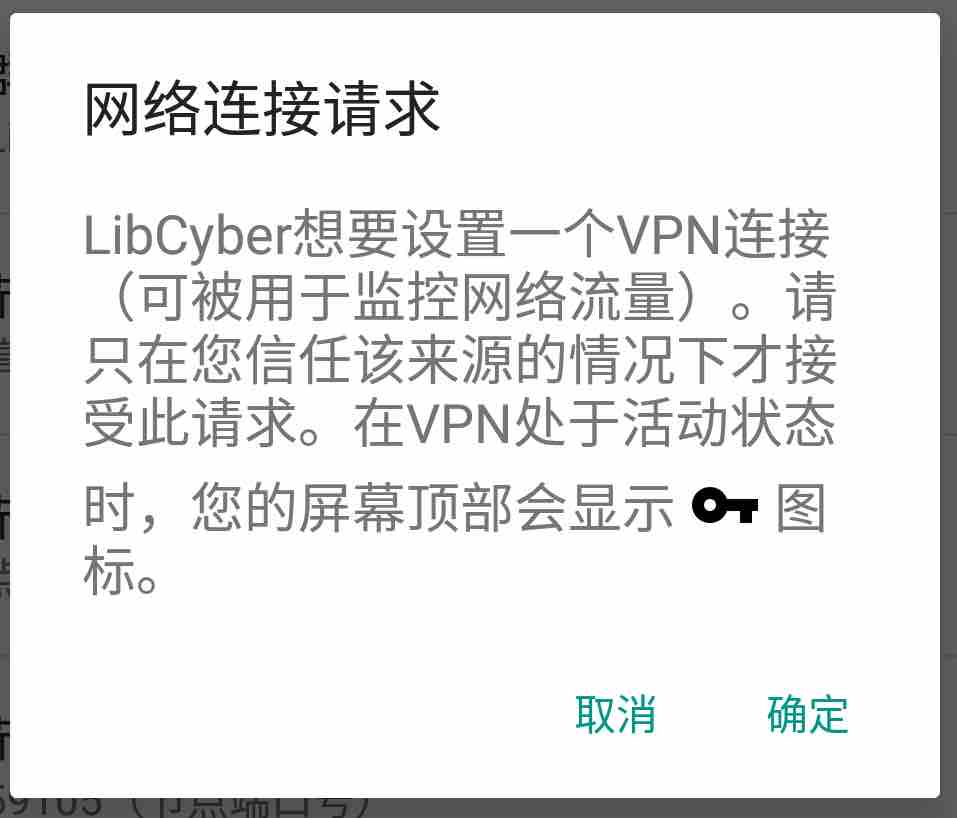 网络连接请求
LibCyber想要设置一个VPN连接
（可被用于监控网络流量）。请
只在您信任该来源的情况下才接
受此请求。在VPN处于活动状态
时，您的屏幕顶部会显示 图
标。
取消 确定